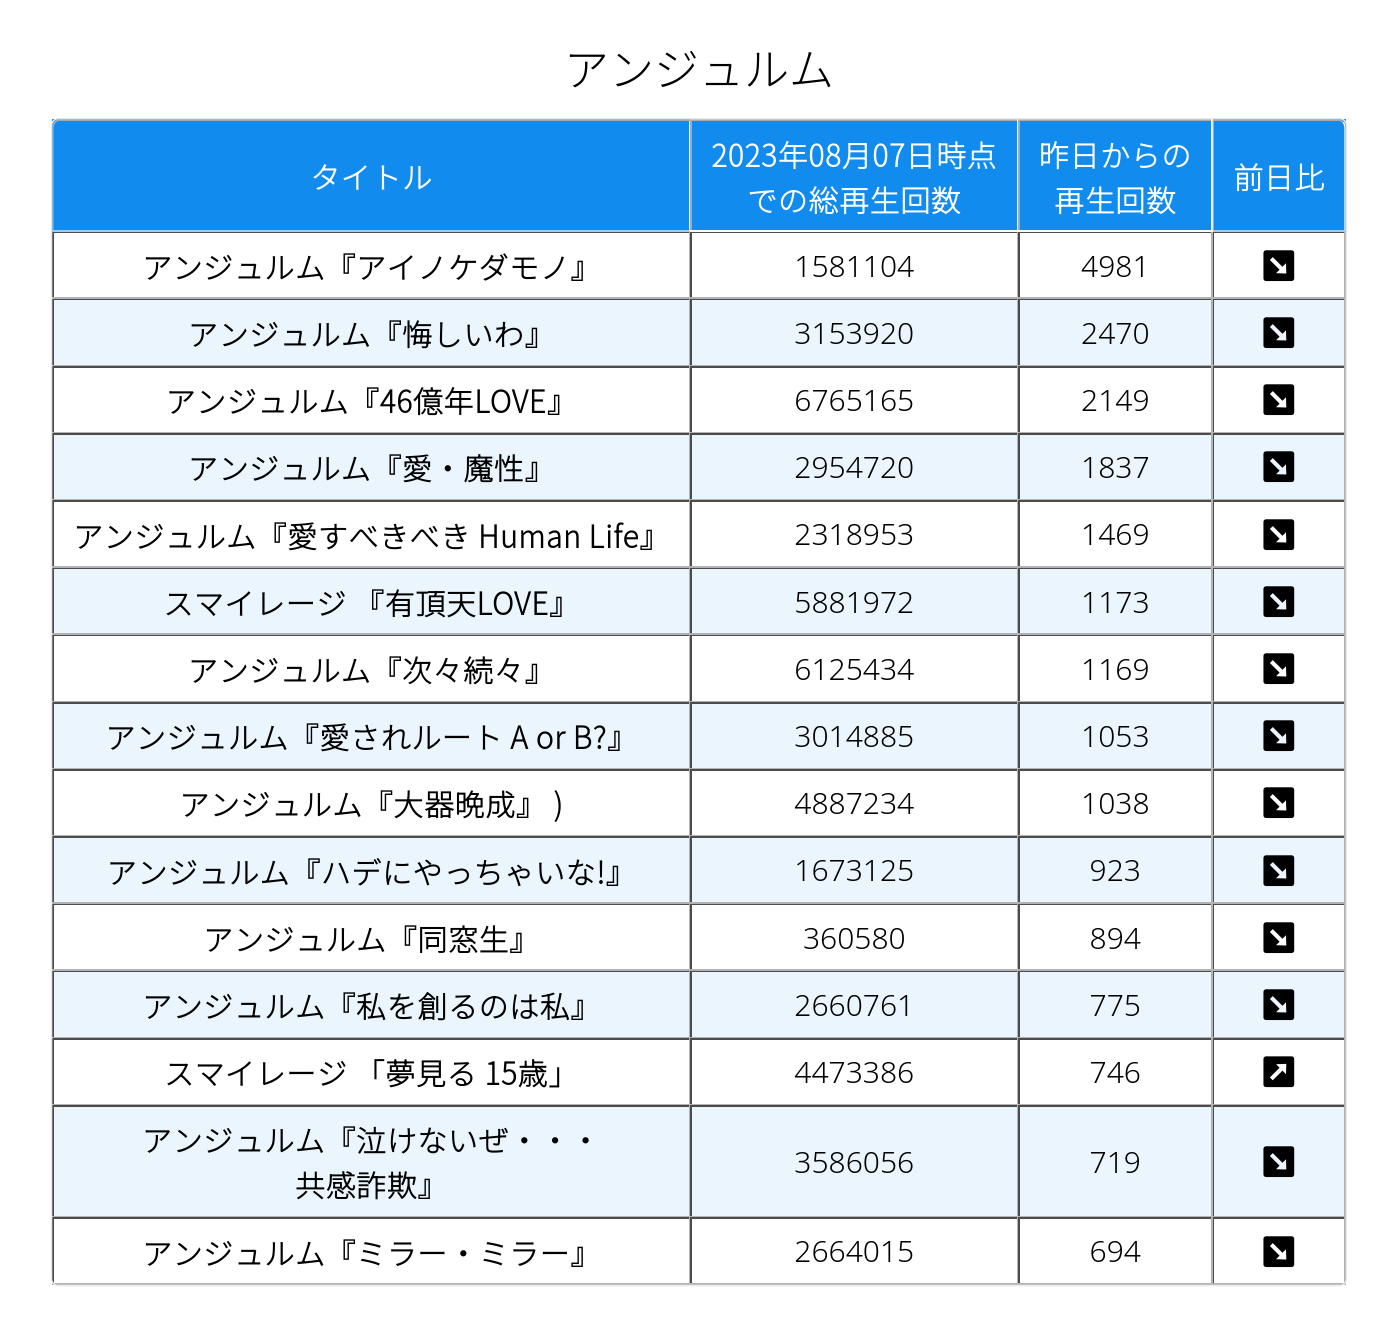 アンジュルム
タイトル
2023年08月07日時点
での総再生回数
昨日からの
再生回数
前日比
アンジュルム『アイノケダモノ』 1581104 4981 ↘
アンジュルム『悔しいわ』 3153920 2470 ↘
アンジュルム『46億年LOVE』 6765165 2149 ↘
アンジュルム『愛・魔性』 2954720 1837 ↘
アンジュルム『愛すべきべき Human Life』 2318953 1469 ↘
スマイレージ 『有頂天LOVE』 5881972 1173 ↘
アンジュルム『次々続々』 6125434 1169 ↘
アンジュルム『愛されルート A or B?』 3014885 1053 ↘
アンジュルム『大器晩成』 ) 4887234 1038 ↘
アンジュルム『ハデにやっちゃいな!』 1673125 923 ↘
アンジュルム『同窓生』 360580 894 ↘
アンジュルム『私を創るのは私』 2660761 775 ↘
スマイレージ 「夢見る 15歳」 4473386 746 ↗
アンジュルム『泣けないぜ・・・
共感詐欺』 3586056 719 ↘
アンジュルム『ミラー・ミラー』 2664015 694 ↘